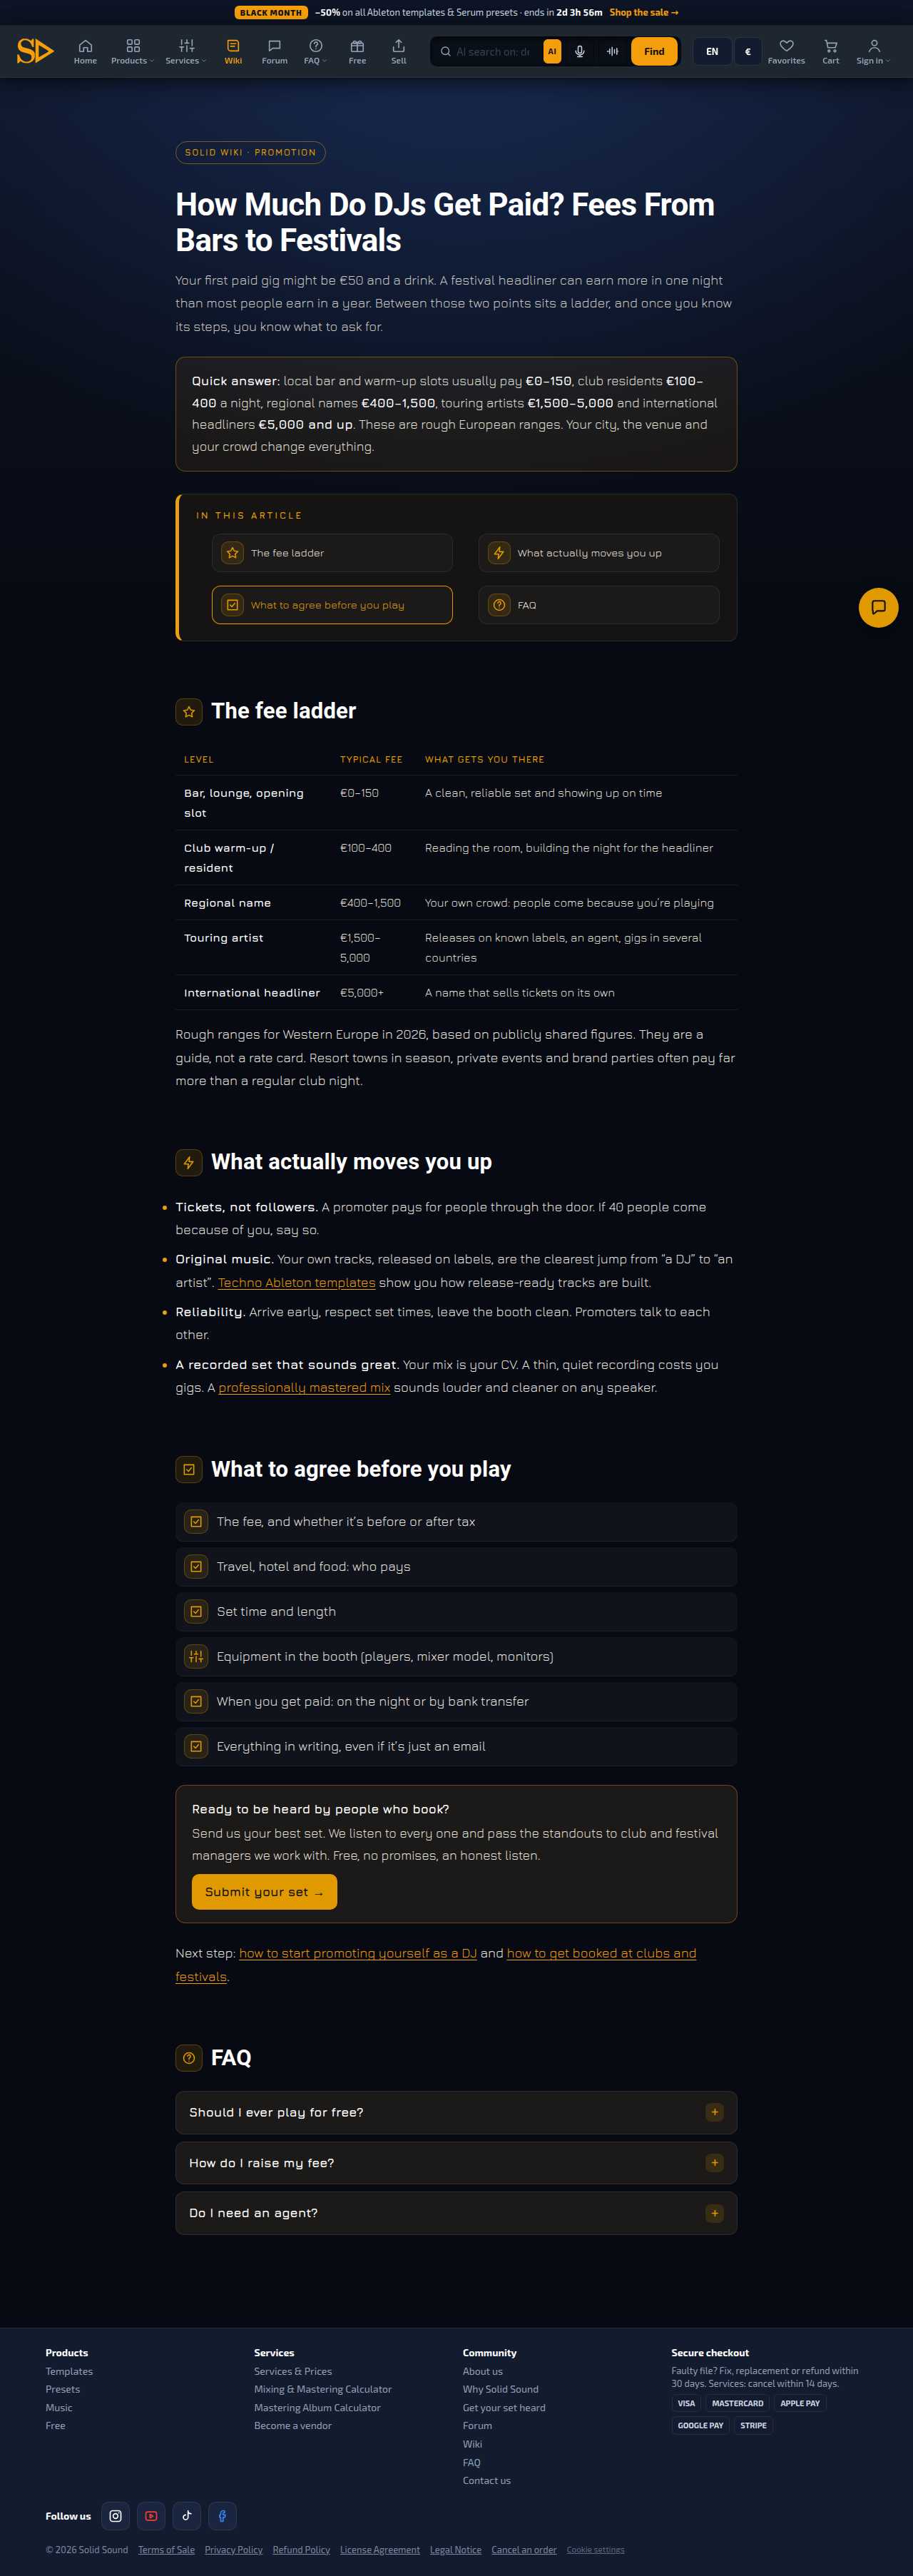 BLACK MONTH −50% on all Ableton templates & Serum presets · ends in 2d 3h 56m Shop the sale →
Home Products Services Wiki Forum FAQ Free Sell AI search on: AI Find EN € Favorites Cart Sign in
SOLID WIKI · PROMOTION
How Much Do DJs Get Paid? Fees From
Bars to Festivals
Your first paid gig might be €50 and a drink. A festival headliner can earn more in one night
than most people earn in a year. Between those two points sits a ladder, and once you know
its steps, you know what to ask for.
Quick answer: local bar and warm-up slots usually pay €0–150, club residents €100–
400 a night, regional names €400–1,500, touring artists €1,500–5,000 and international
headliners €5,000 and up. These are rough European ranges. Your city, the venue and
your crowd change everything.
IN THIS ARTICLE
The fee ladder
What actually moves you up
What to agree before you play
FAQ
The fee ladder
LEVEL TYPICAL FEE WHAT GETS YOU THERE
Bar, lounge, opening €0–150 A clean, reliable set and showing up on time
slot
Club warm-up / €100–400 Reading the room, building the night for the headliner
resident
Regional name €400–1,500 Your own crowd: people come because you're playing
Touring artist €1,500– Releases on known labels, an agent, gigs in several
5,000 countries
International headliner €5,000+ A name that sells tickets on its own
Rough ranges for Western Europe in 2026, based on publicly shared figures. They are a
guide, not a rate card. Resort towns in season, private events and brand parties often pay far
more than a regular club night.
What actually moves you up
Tickets, not followers. A promoter pays for people through the door. If 40 people come
because of you, say so.
Original music. Your own tracks, released on labels, are the clearest jump from “a DJ” to “an
artist”. Techno Ableton templates show you how release-ready tracks are built.
Reliability. Arrive early, respect set times, leave the booth clean. Promoters talk to each
other.
A recorded set that sounds great. Your mix is your CV. A thin, quiet recording costs you
gigs. A professionally mastered mix sounds louder and cleaner on any speaker.
What to agree before you play
The fee, and whether it's before or after tax
Travel, hotel and food: who pays
Set time and length
Equipment in the booth (players, mixer model, monitors)
When you get paid: on the night or by bank transfer
Everything in writing, even if it's just an email
Ready to be heard by people who book?
Send us your best set. We listen to every one and pass the standouts to club and festival
managers we work with. Free, no promises, an honest listen.
Submit your set →
Next step: how to start promoting yourself as a DJ and how to get booked at clubs and
festivals.
FAQ
Should I ever play for free? +
How do I raise my fee? +
Do I need an agent? +
Products Services Community Secure checkout
Templates Services & Prices About us Faulty file? Fix, replacement or refund within
Presets Mixing & Mastering Calculator Why Solid Sound 30 days. Services: cancel within 14 days.
Music Mastering Album Calculator Get your set heard VISA MASTERCARD APPLE PAY
Free Become a vendor Forum GOOGLE PAY STRIPE
Wiki
FAQ
Contact us
Follow us
© 2026 Solid Sound Terms of Sale Privacy Policy Refund Policy License Agreement Legal Notice Cancel an order Cookie settings